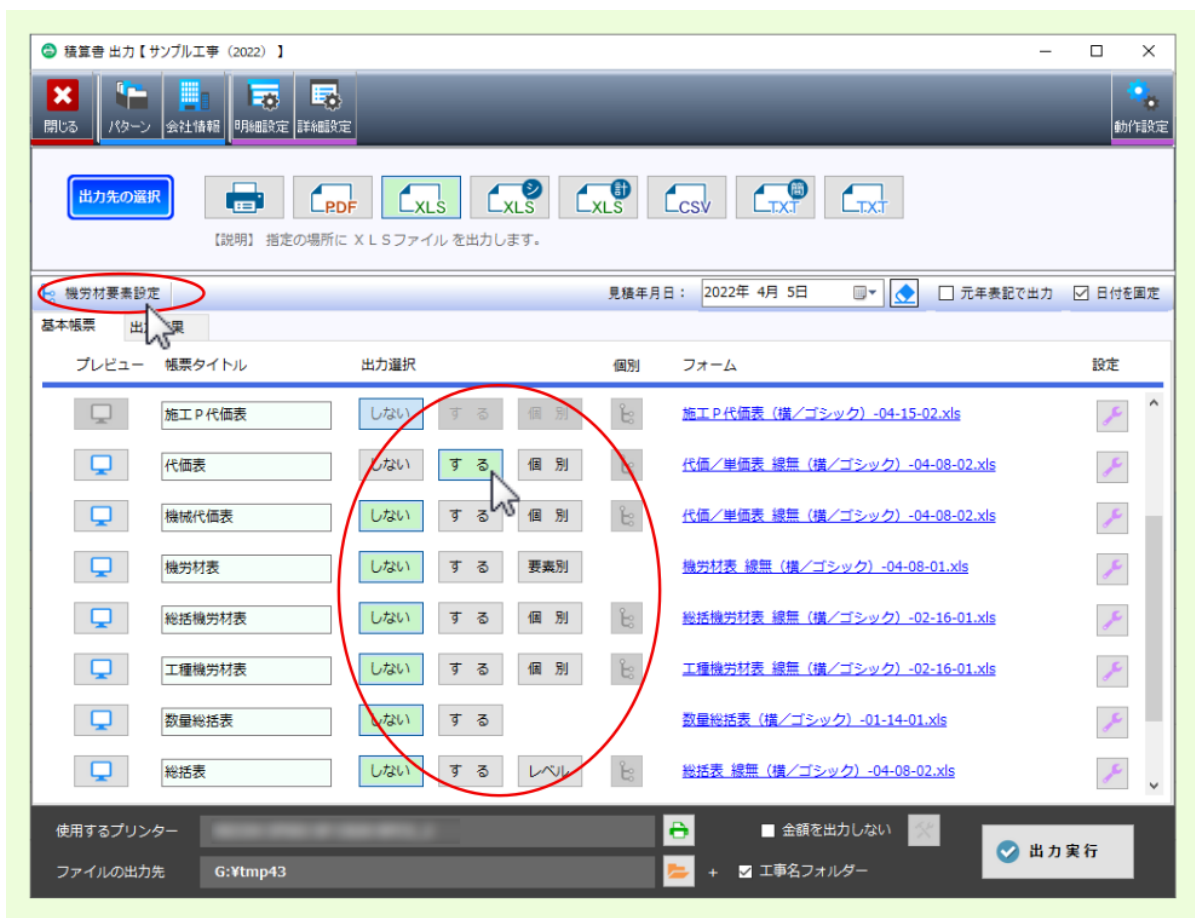 積算書 出力【 サンプル工事（2022）】
閉じる パターン 会社情報 明細設定 詳細設定 動作設定
出力先の選択 PDF XLS シ XLS 計 XLS CSV 簡 TXT TXT
【説明】 指定の場所に ＸＬＳファイル を出力します。
機労材要素設定 見積年月日： 2022年 4月 5日 元年表記で出力 日付を固定
基本帳票
プレビュー 帳票タイトル 出力選択 個別 フォーム 設定
施工Ｐ代価表 しない する 個 別 施工Ｐ代価表（横／ゴシック）-04-15-02.xls
代価表 しない する 個 別 代価／単価表 線無（横／ゴシック）-04-08-02.xls
機械代価表 しない する 個 別 代価／単価表 線無（横／ゴシック）-04-08-02.xls
機労材表 しない する 要素別 機労材表 線無（横／ゴシック）-04-08-01.xls
総括機労材表 しない する 個 別 総括機労材表 線無（横／ゴシック）-02-16-01.xls
工種機労材表 しない する 個 別 工種機労材表 線無（横／ゴシック）-02-16-01.xls
数量総括表 しない する 数量総括表（横／ゴシック）-01-14-01.xls
総括表 しない する レベル 総括表 線無（横／ゴシック）-04-08-02.xls
使用するプリンター 金額を出力しない
ファイルの出力先 G:¥tmp43 + 工事名フォルダー 出力実行